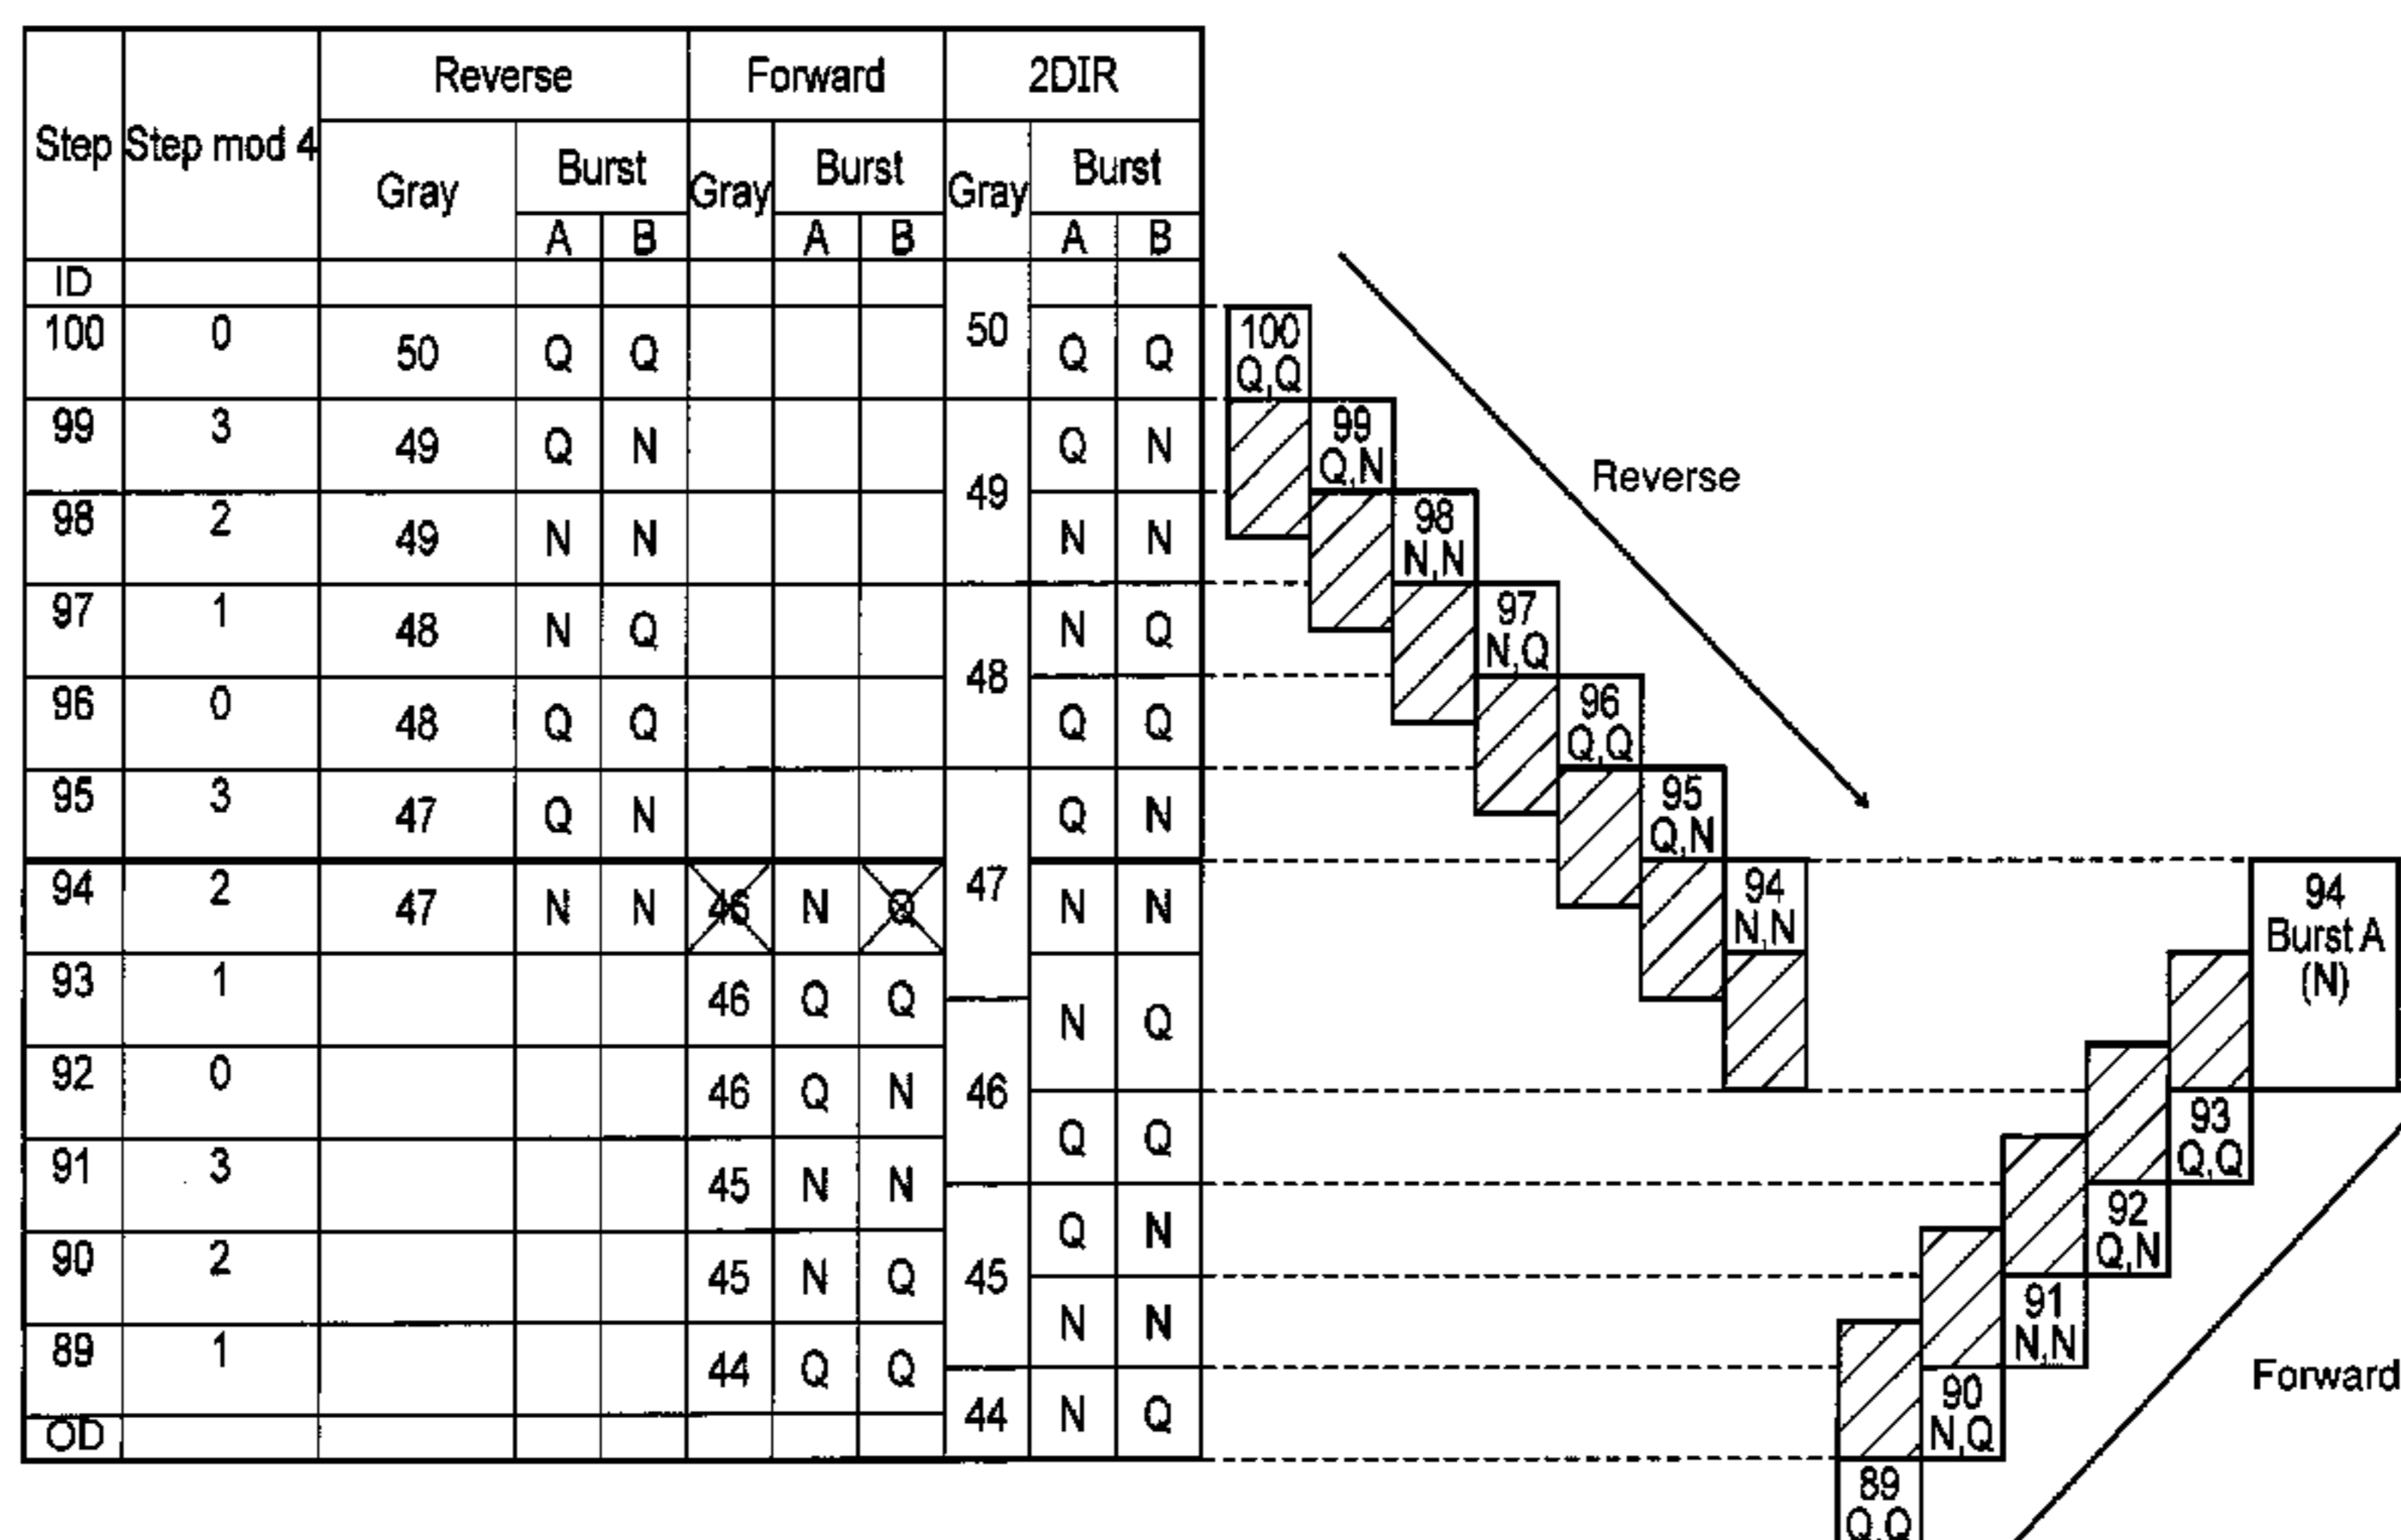 Step Step mod 4 Reverse Forward 2DIR
Gray Burst Gray Burst Gray Burst
A B A B A B
ID
100 0 50 Q Q 50 Q Q
99 3 49 Q N 49 Q N
98 2 49 N N N N
97 1 48 N Q 48 N Q
96 0 48 Q Q Q Q
95 3 47 Q N 47 Q N
94 2 47 N N N N N
93 1 46 Q Q 46 N Q
92 0 46 Q N Q Q
91 3 45 N N 45 Q N
90 2 45 N Q N N
89 1 44 Q Q 44 N Q
OD
100
Q,Q
99
Q,N
98
N,N
97
N,Q
96
Q,Q
95
Q,N
94
N,N
Reverse
94
Burst A
(N)
93
Q,Q
92
Q,N
91
N,N
90
N,Q
89
Q,Q
Forward